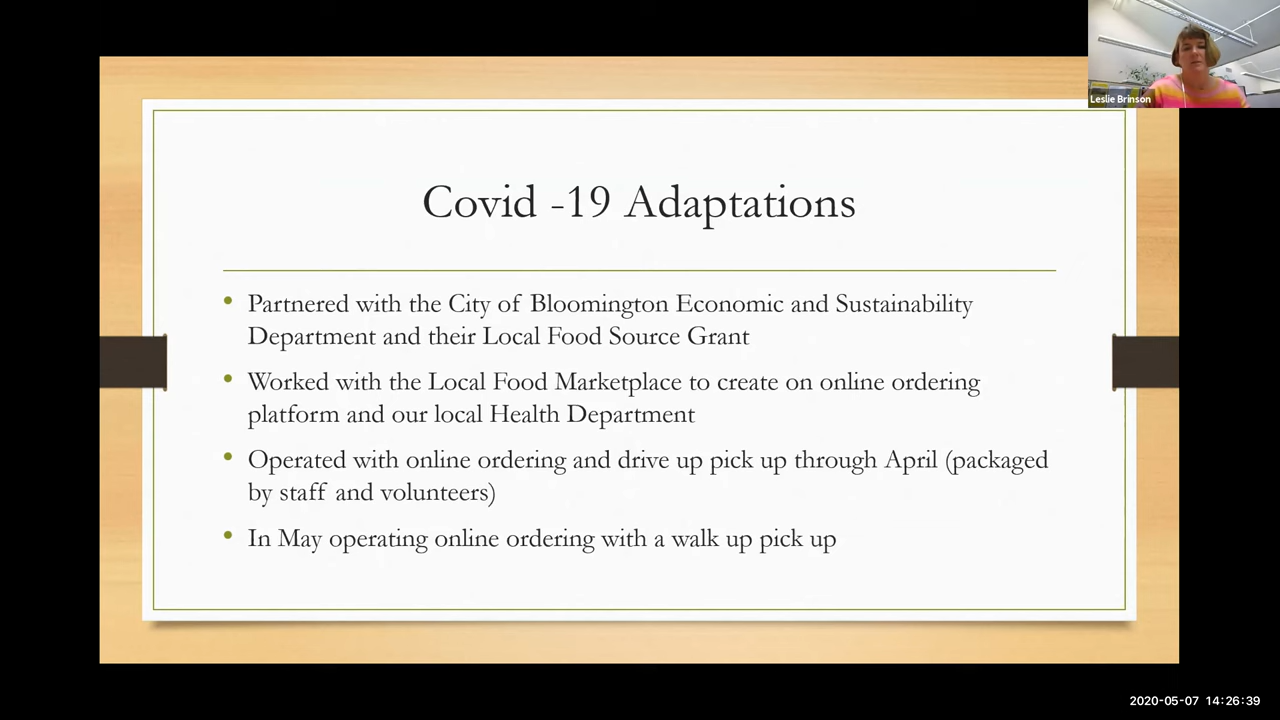 Leslie Brinson
Covid -19 Adaptations
• Partnered with the City of Bloomington Economic and Sustainability
Department and their Local Food Source Grant
• Worked with the Local Food Marketplace to create on online ordering
platform and our local Health Department
• Operated with online ordering and drive up pick up through April (packaged
by staff and volunteers)
• In May operating online ordering with a walk up pick up
2020-05-07 14:26:39